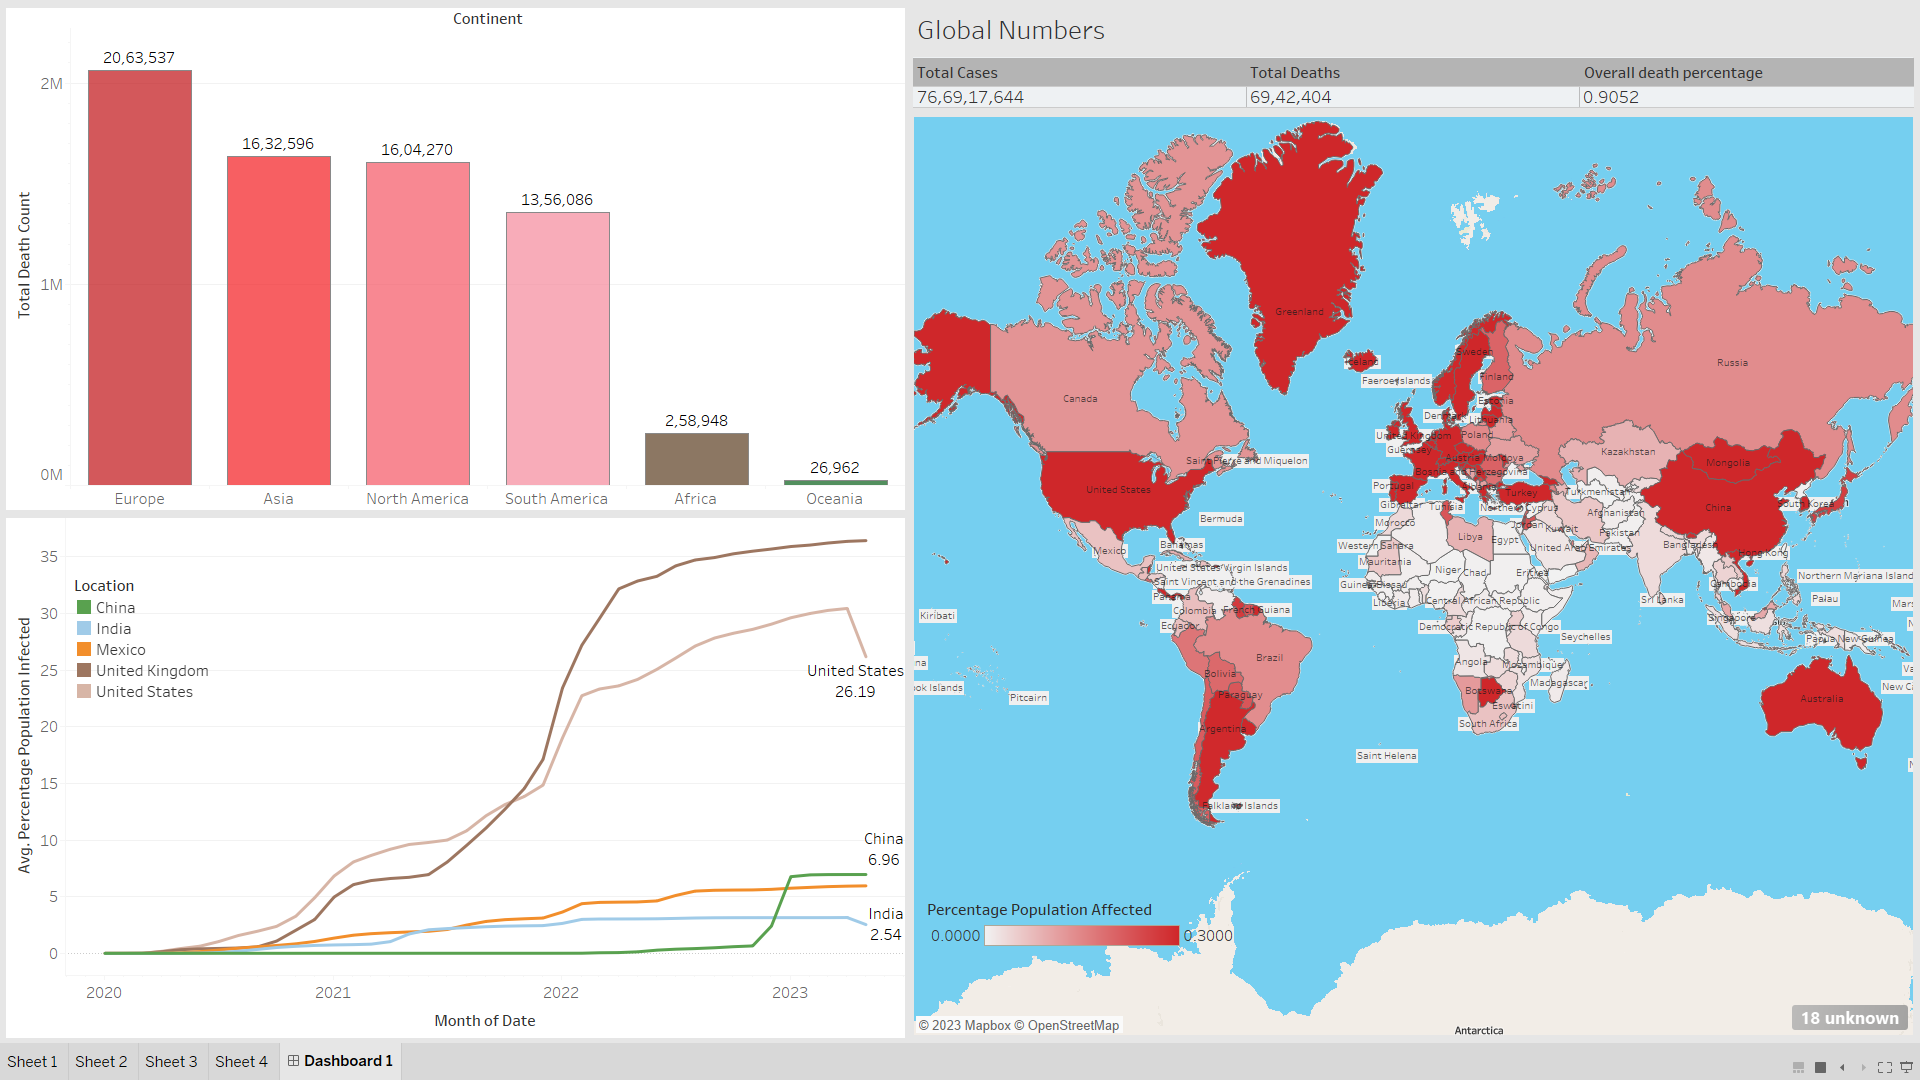 Continent
20,63,537
16,32,596
16,04,270
13,56,086
2,58,948
26,962
2M
1M
0M
Total Death Count
Europe
Asia
North America
South America
Africa
Oceania
35
30
25
20
15
10
5
0
Avg. Percentage Population Infected
Location
China
India
Mexico
United Kingdom
United States
United States
26.19
China
6.96
India
2.54
2020
2021
2022
2023
Month of Date
Global Numbers
Total Cases
Total Deaths
Overall death percentage
76,69,17,644
69,42,404
0.9052
Greenland
Iceland
Faeroe Islands
Sweden
Finland
Russia
Canada
Estonia
Denmark
Lithuania
United Kingdom
Poland
Guernsey
Kazakhstan
Austria
Moldova
Saint Pierre and Miquelon
Mongolia
Bosnia and Herzegovina
United States
Portugal
Albania
Turkey
Turkmenistan
Gibraltar
Tunisia
Northern Cyprus
China
South Korea
Bermuda
Morocco
Jordan
Kuwait
Afghanistan
Pakistan
Mexico
Bahamas
Western Sahara
Libya
Egypt
United Arab Emirates
Bangladesh
Hong Kong
Mauritania
United States Virgin Islands
Niger
Chad
Eritrea
Northern Mariana Island
Saint Vincent and the Grenadines
Guinea-Bissau
Cambodia
Panama
Liberia
Central African Republic
Sri Lanka
Palau
Mars
Kiribati
Colombia
French Guiana
Singapore
Ecuador
Democratic Republic of Congo
Seychelles
Papua New Guinea
na
Brazil
Angola
Mozambique
Va
Bolivia
Madagascar
New C
ok Islands
Pitcairn
Paraguay
Botswana
Eswatini
Australia
Argentina
South Africa
Saint Helena
Falkland Islands
Percentage Population Affected
0.0000
0.3000
18 unknown
© 2023 Mapbox © OpenStreetMap
Antarctica
Sheet 1
Sheet 2
Sheet 3
Sheet 4
Dashboard 1